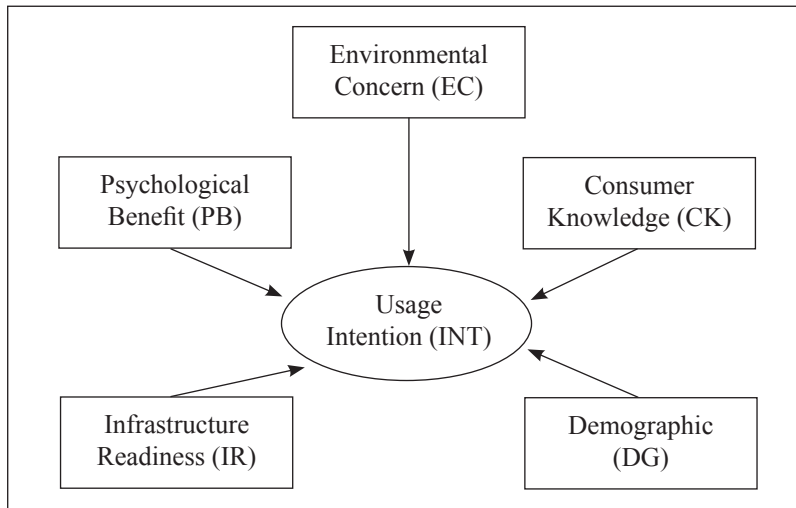 Environmental
Concern (EC)
Psychological
Benefit (PB)
Consumer
Knowledge (CK)
Usage
Intention (INT)
Infrastructure
Readiness (IR)
Demographic
(DG)